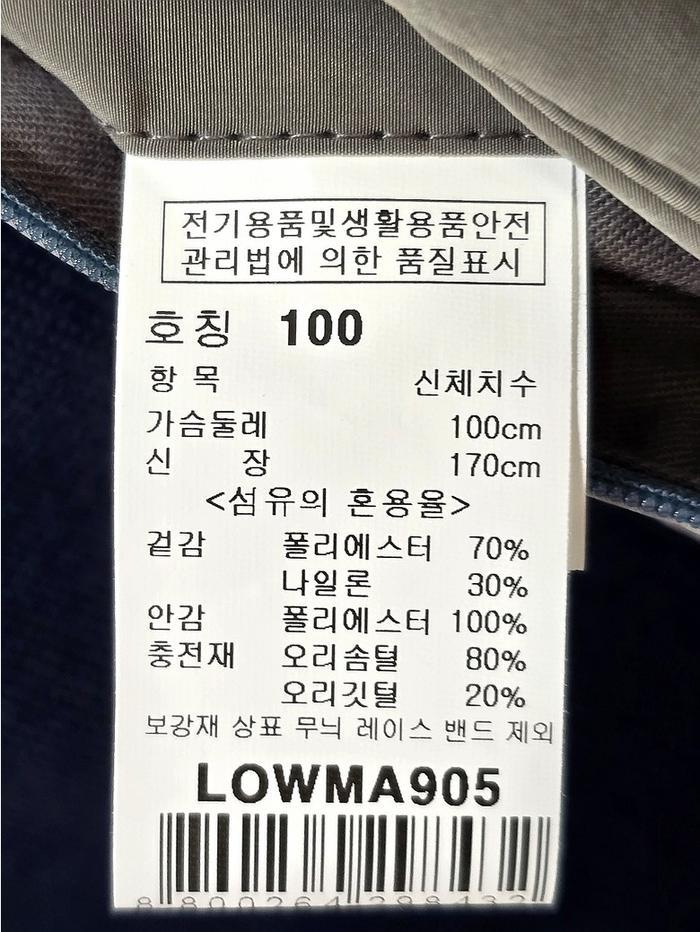 전기용품및생활용품안전
관리법에 의한 품질표시
호칭 100
항 목 신체치수
가슴둘레 100cm
신 장 170cm
<섬유의 혼용율>
겉감 폴리에스터 70%
나일론 30%
안감 폴리에스터 100%
충전재 오리솜털 80%
오리깃털 20%
보강재 상표 무늬 레이스 밴드 제외
LOWMA905